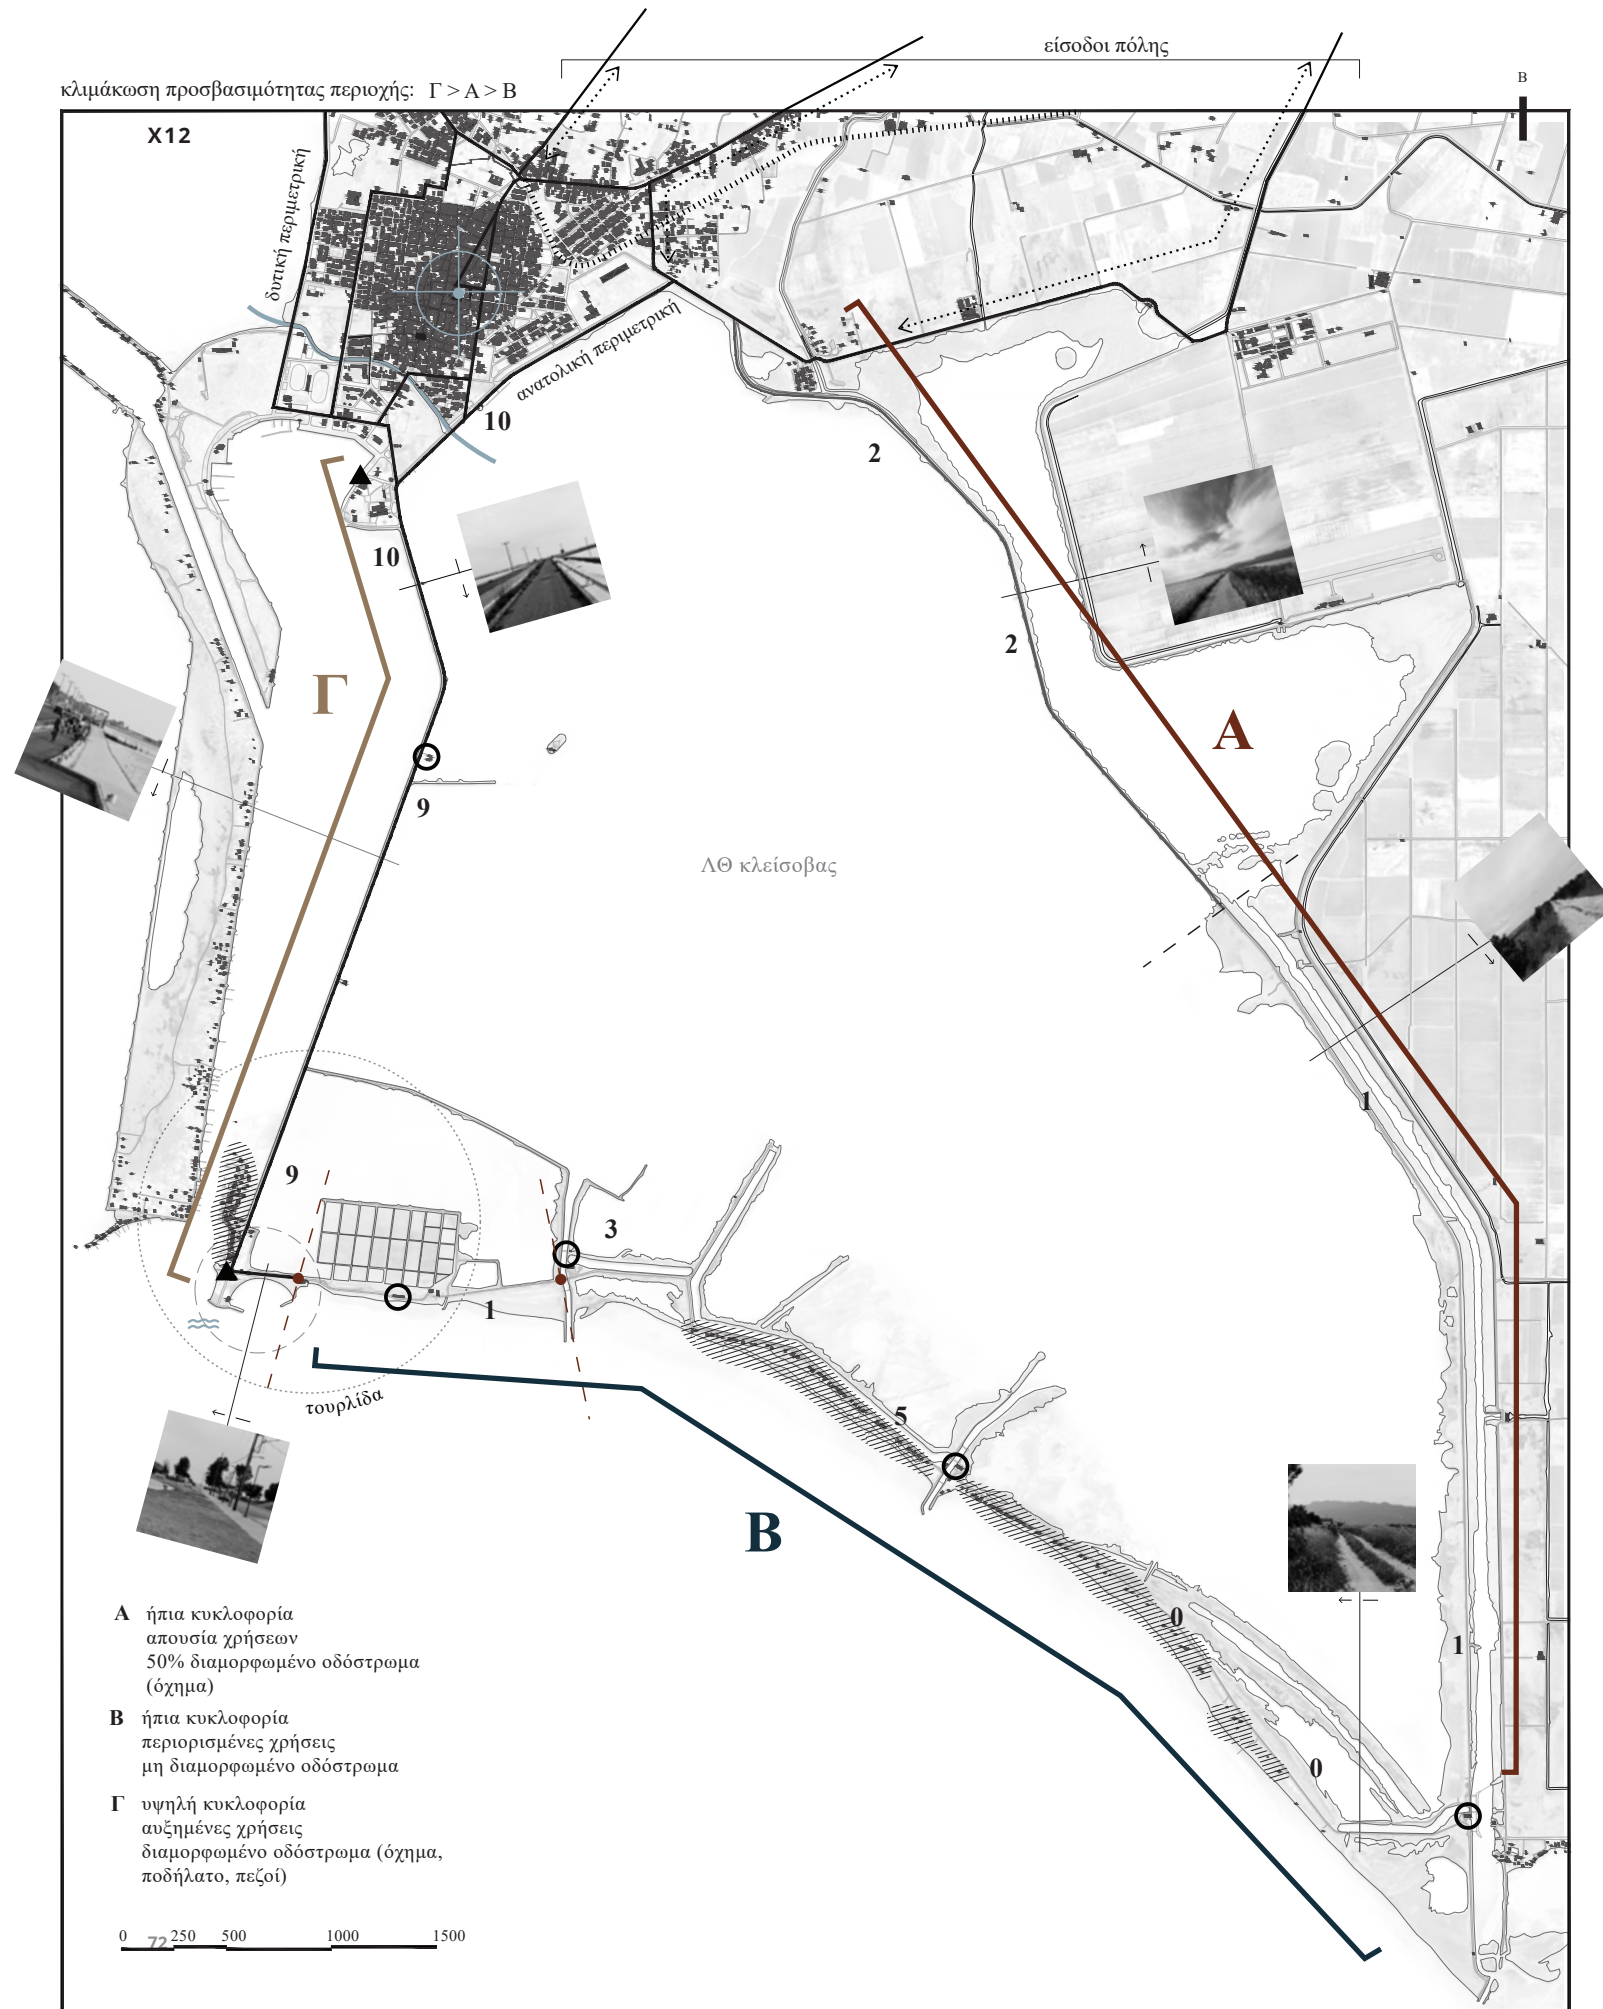 είσοδοι πόλης
κλιμάκωση προσβασιμότητας περιοχής: Γ > Α > Β
Β
X12
δυτική περιμετρική
ανατολική περιμετρική
10
2
10
2
Γ
Α
9
ΛΘ κλείσοβας
1
9
3
1
τουρλίδα
5
Β
0
1
0
Α ήπια κυκλοφορία
απουσία χρήσεων
50% διαμορφωμένο οδόστρωμα
(όχημα)
Β ήπια κυκλοφορία
περιορισμένες χρήσεις
μη διαμορφωμένο οδόστρωμα
Γ υψηλή κυκλοφορία
αυξημένες χρήσεις
διαμορφωμένο οδόστρωμα (όχημα,
ποδήλατο, πεζοί)
0 250 500 1000 1500
72